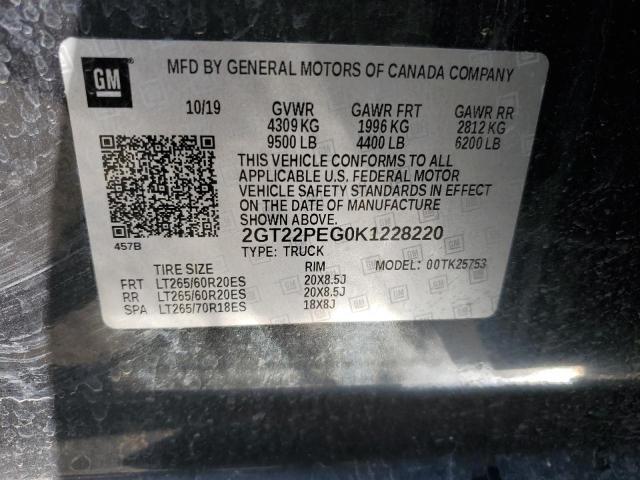 GM
MFD BY GENERAL MOTORS OF CANADA COMPANY
10/19 GVWR GAWR FRT GAWR RR
4309 KG 1996 KG 2812 KG
9500 LB 4400 LB 6200 LB
THIS VEHICLE CONFORMS TO ALL
APPLICABLE U.S. FEDERAL MOTOR
VEHICLE SAFETY STANDARDS IN EFFECT
ON THE DATE OF MANUFACTURE
SHOWN ABOVE.
457B
2GT22PEG0K1228220
TYPE: TRUCK MODEL: 00TK25753
TIRE SIZE RIM
FRT LT265/60R20ES 20X8.5J
RR LT265/60R20ES 20X8.5J
SPA LT265/70R18ES 18X8J